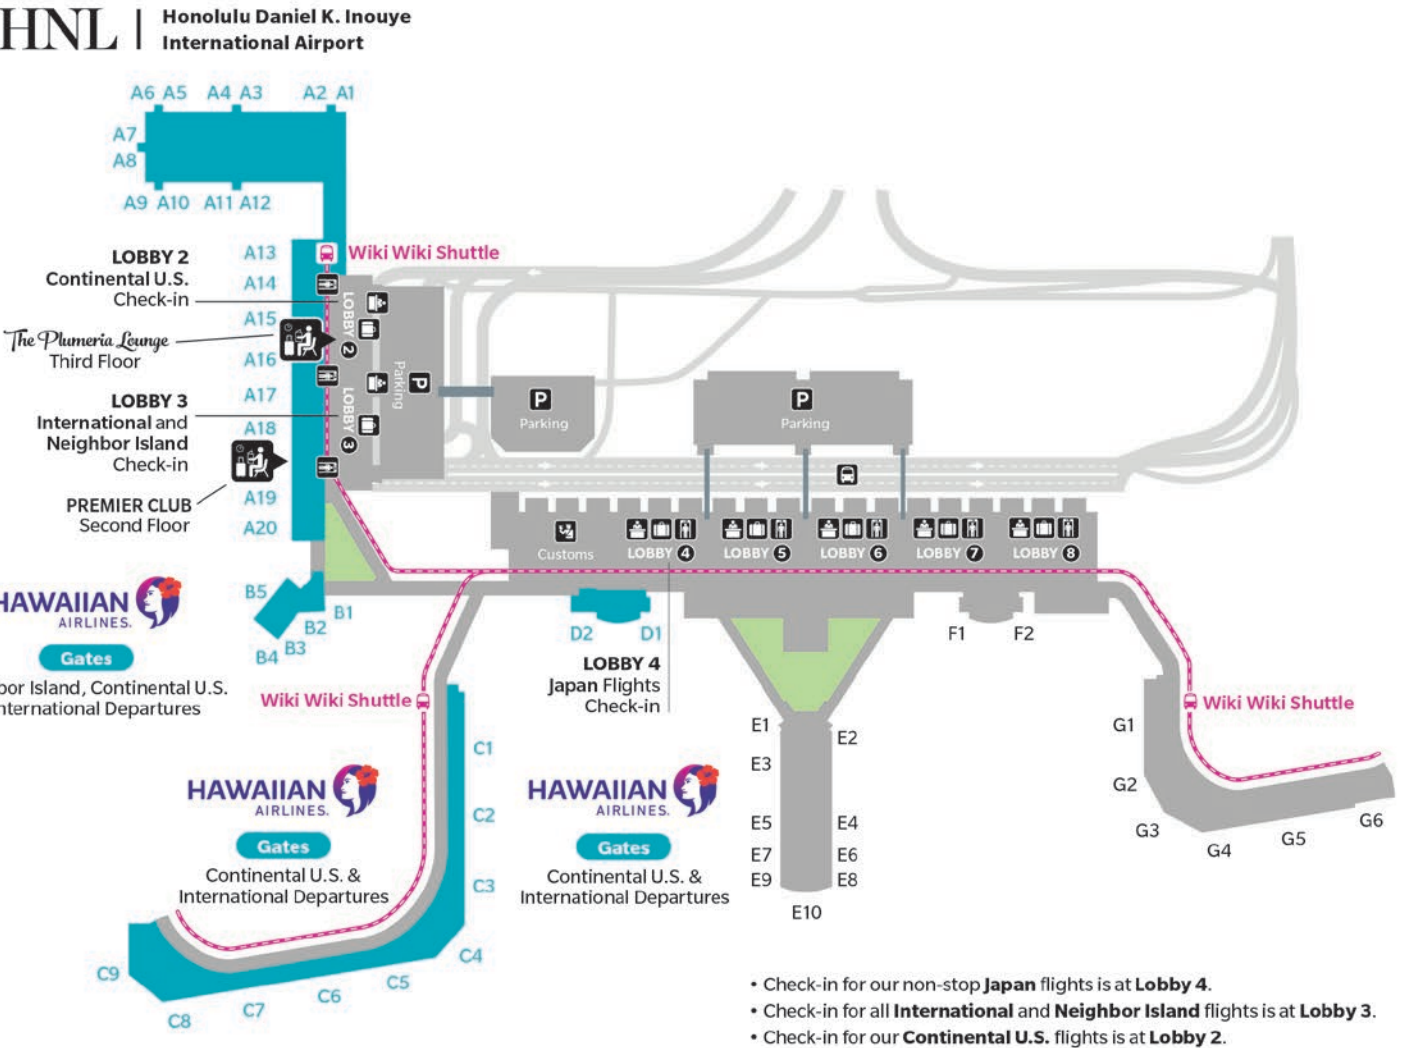 HNL
Honolulu Daniel K. Inouye
International Airport
A6 A5 A4 A3 A2 A1
A7
A8
A9 A10 A11 A12
A13
A14
A15
A16
A17
A18
A19
A20
Wiki Wiki Shuttle
LOBBY 2
Continental U.S.
Check-in
The Plumeria Lounge
Third Floor
LOBBY 3
International and
Neighbor Island
Check-in
PREMIER CLUB
Second Floor
LOBBY 2
LOBBY 3
P
Parking
P
Parking
P
Parking
Customs
LOBBY 4
LOBBY 5
LOBBY 6
LOBBY 7
LOBBY 8
B5
B1
B2
B3
B4
HAWAIIAN
AIRLINES.
Gates
bor Island, Continental U.S.
nternational Departures
D2 D1
LOBBY 4
Japan Flights
Check-in
F1 F2
Wiki Wiki Shuttle
Wiki Wiki Shuttle
C1
C2
C3
C4
C5
C6
C7
C8
C9
HAWAIIAN
AIRLINES.
Gates
Continental U.S. &
International Departures
HAWAIIAN
AIRLINES.
Gates
Continental U.S. &
International Departures
E1 E2
E3
E5 E4
E7 E6
E9 E8
E10
G1
G2
G3
G4
G5
G6
• Check-in for our non-stop Japan flights is at Lobby 4.
• Check-in for all International and Neighbor Island flights is at Lobby 3.
• Check-in for our Continental U.S. flights is at Lobby 2.